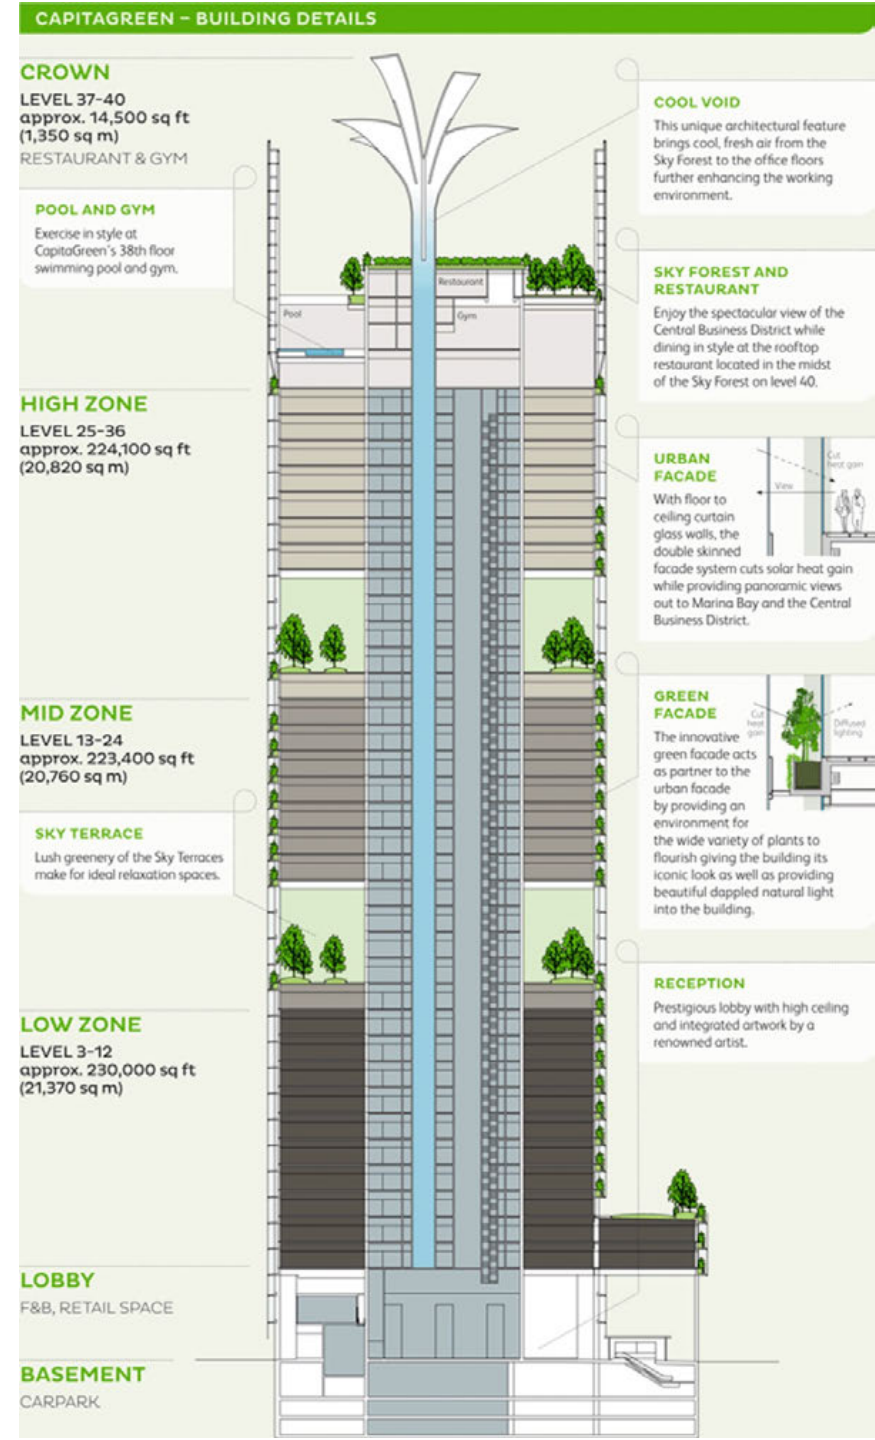 CAPITAGREEN – BUILDING DETAILS
CROWN
LEVEL 37-40
approx. 14,500 sq ft
(1,350 sq m)
RESTAURANT & GYM
POOL AND GYM
Exercise in style at
CapitaGreen's 38th floor
swimming pool and gym.
HIGH ZONE
LEVEL 25-36
approx. 224,100 sq ft
(20,820 sq m)
MID ZONE
LEVEL 13-24
approx. 223,400 sq ft
(20,760 sq m)
SKY TERRACE
Lush greenery of the Sky Terraces
make for ideal relaxation spaces.
LOW ZONE
LEVEL 3-12
approx. 230,000 sq ft
(21,370 sq m)
LOBBY
F&B, RETAIL SPACE
BASEMENT
CARPARK
Restaurant
Pool
Gym
COOL VOID
This unique architectural feature
brings cool, fresh air from the
Sky Forest to the office floors
further enhancing the working
environment.
SKY FOREST AND
RESTAURANT
Enjoy the spectacular view of the
Central Business District while
dining in style at the rooftop
restaurant located in the midst
of the Sky Forest on level 40.
URBAN
FACADE
With floor to
ceiling curtain
glass walls, the
double skinned
facade system cuts solar heat gain
while providing panoramic views
out to Marina Bay and the Central
Business District.
Cut
heat gain
View
GREEN
FACADE
The innovative
green facade acts
as partner to the
urban facade
by providing an
environment for
the wide variety of plants to
flourish giving the building its
iconic look as well as providing
beautiful dappled natural light
into the building.
Cut
heat
gain
Diffused
lighting
RECEPTION
Prestigious lobby with high ceiling
and integrated artwork by a
renowned artist.